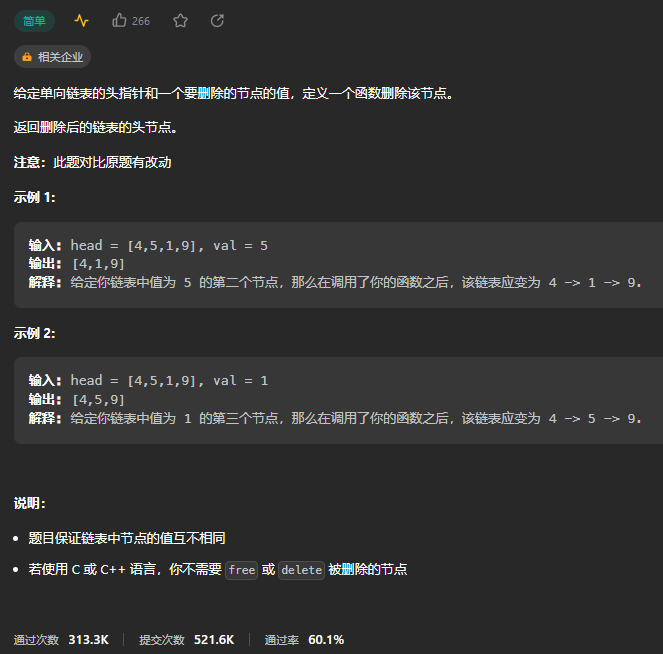 简单 266
相关企业
给定单向链表的头指针和一个要删除的节点的值，定义一个函数删除该节点。
返回删除后的链表的头节点。
注意：此题对比原题有改动
示例 1:
输入: head = [4,5,1,9], val = 5
输出: [4,1,9]
解释: 给定你链表中值为 5 的第二个节点，那么在调用了你的函数之后，该链表应变为 4 -> 1 -> 9.
示例 2:
输入: head = [4,5,1,9], val = 1
输出: [4,5,9]
解释: 给定你链表中值为 1 的第三个节点，那么在调用了你的函数之后，该链表应变为 4 -> 5 -> 9.
说明：
• 题目保证链表中节点的值互不相同
• 若使用 C 或 C++ 语言，你不需要 free 或 delete 被删除的节点
通过次数 313.3K | 提交次数 521.6K | 通过率 60.1%